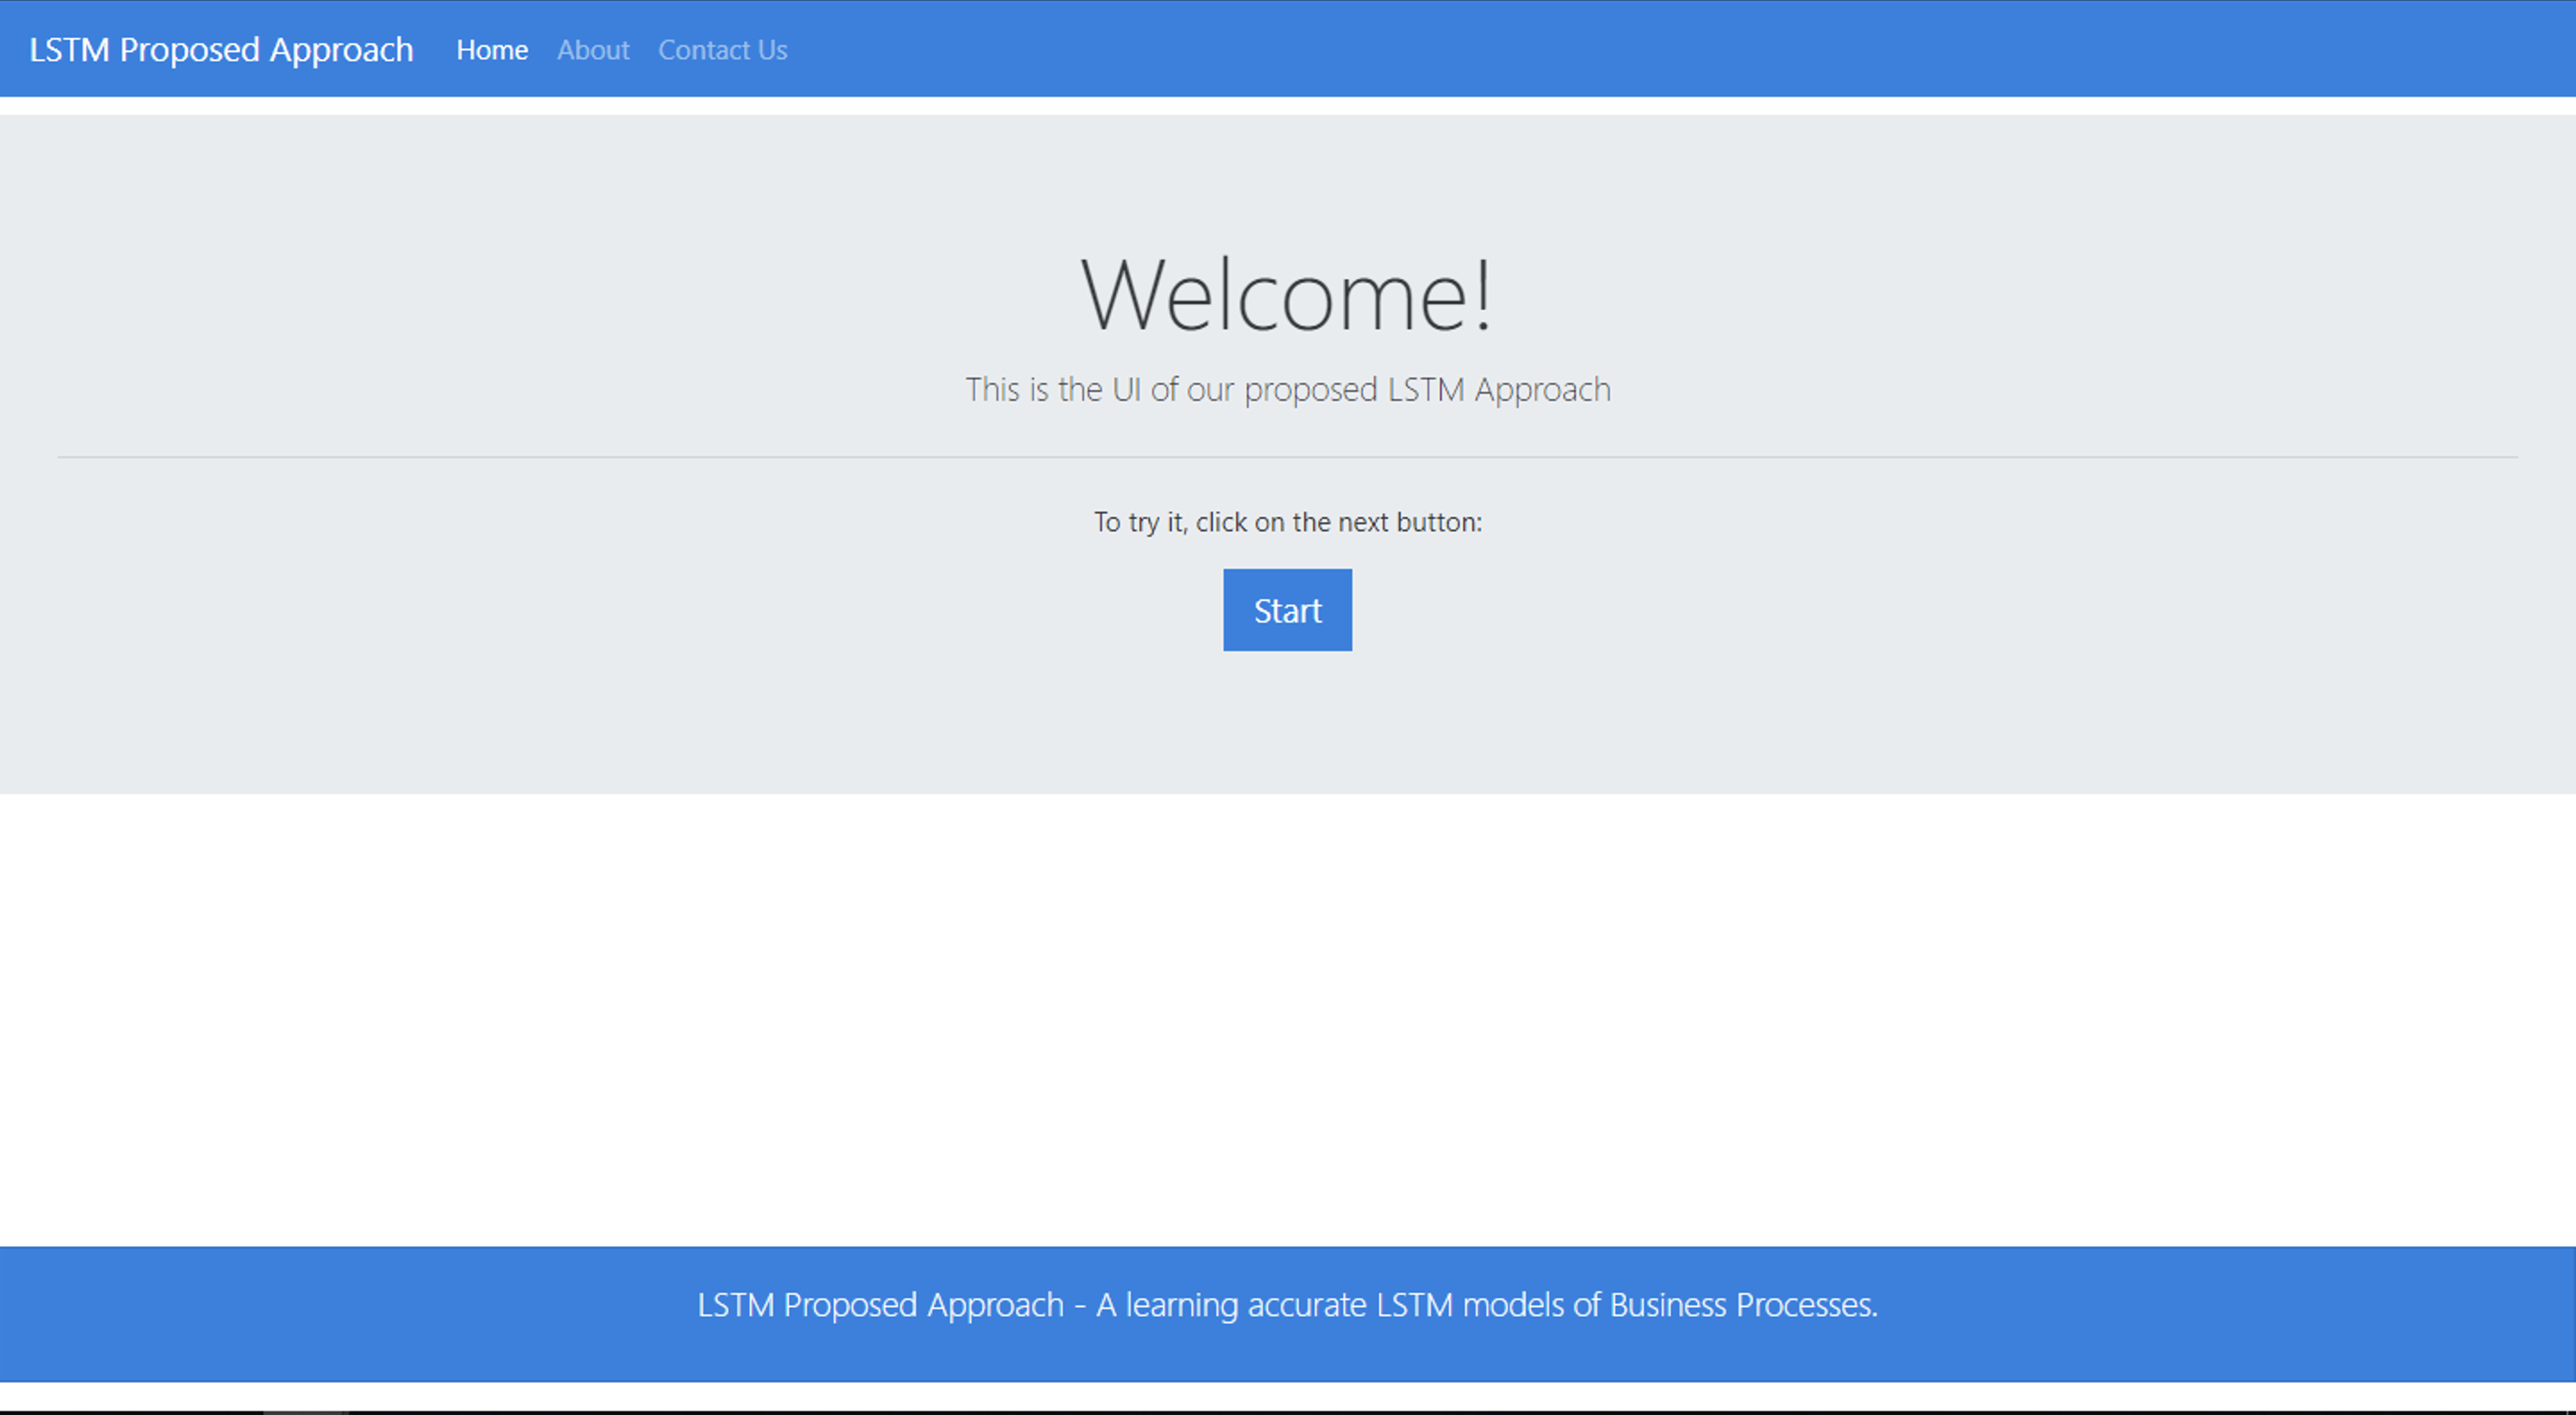 LSTM Proposed Approach Home About Contact Us
Welcome!
This is the UI of our proposed LSTM Approach
To try it, click on the next button:
Start
LSTM Proposed Approach - A learning accurate LSTM models of Business Processes.